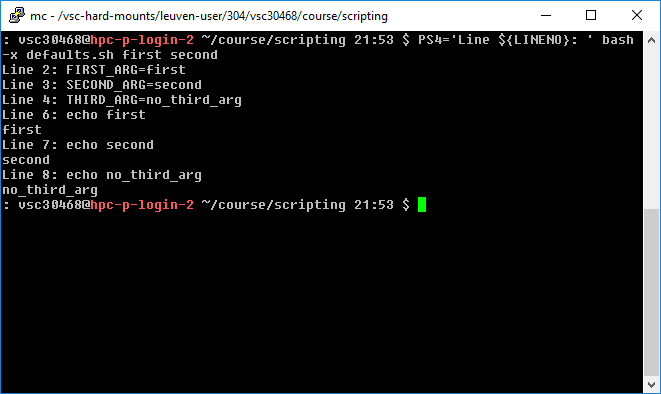 mc - /vsc-hard-mounts/leuven-user/304/vsc30468/course/scripting
: vsc30468@hpc-p-login-2 ~/course/scripting 21:53 $ PS4='Line ${LINENO}: ' bash
-x defaults.sh first second
Line 2: FIRST_ARG=first
Line 3: SECOND_ARG=second
Line 4: THIRD_ARG=no_third_arg
Line 6: echo first
first
Line 7: echo second
second
Line 8: echo no_third_arg
no_third_arg
: vsc30468@hpc-p-login-2 ~/course/scripting 21:53 $